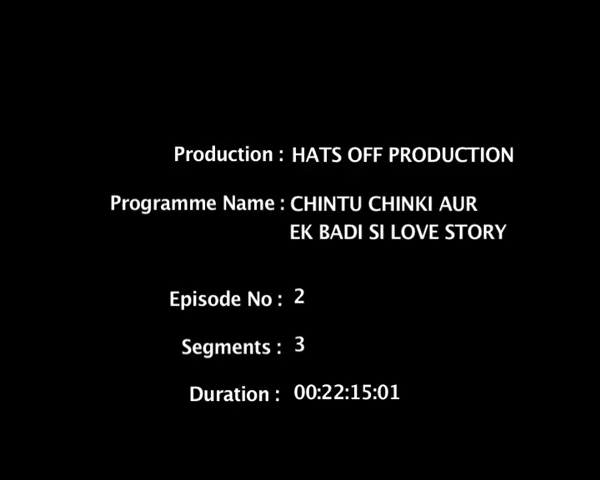 Production : HATS OFF PRODUCTION
Programme Name : CHINTU CHINKI AUR
EK BADI SI LOVE STORY
Episode No : 2
Segments : 3
Duration : 00:22:15:01